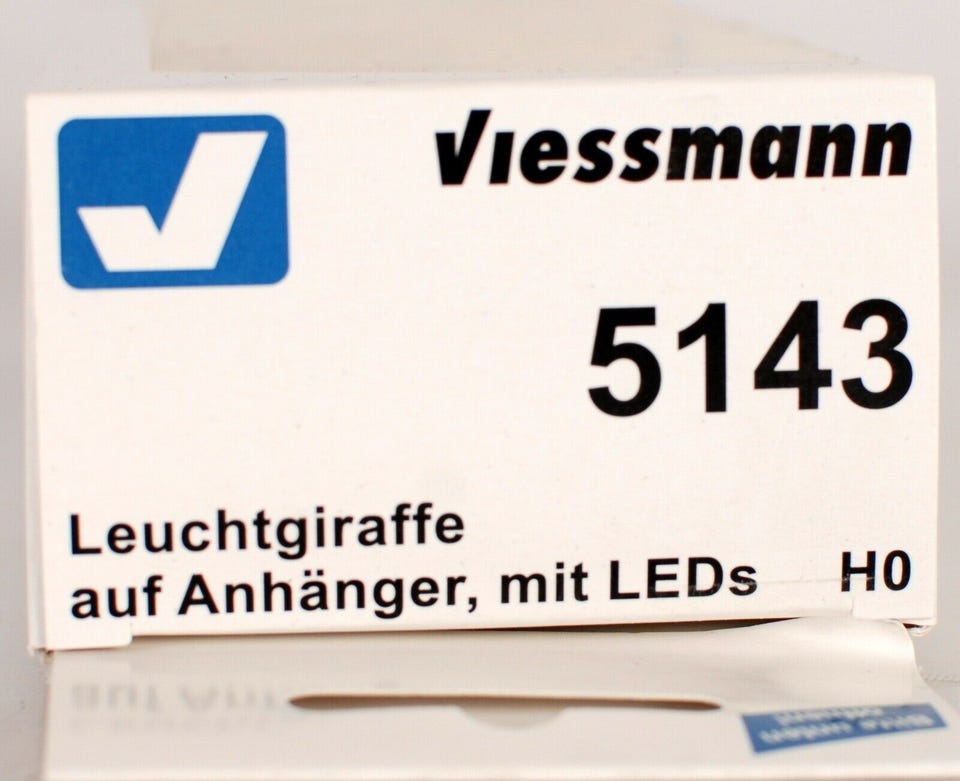 Viessmann
5143
Leuchtgiraffe
auf Anhänger, mit LEDs H0